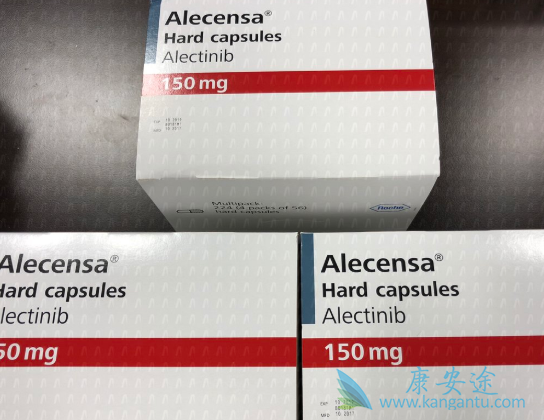 Alecensa®
Hard capsules
Alectinib
150 mg
Multipack:
224 (4 packs of 56)
hard capsules
Roche
Alecensa®
Hard capsules
lectinib
50 mg
Alecensa®
Hard capsules
Alectinib
150 mg
康安途
www.kangantu.com